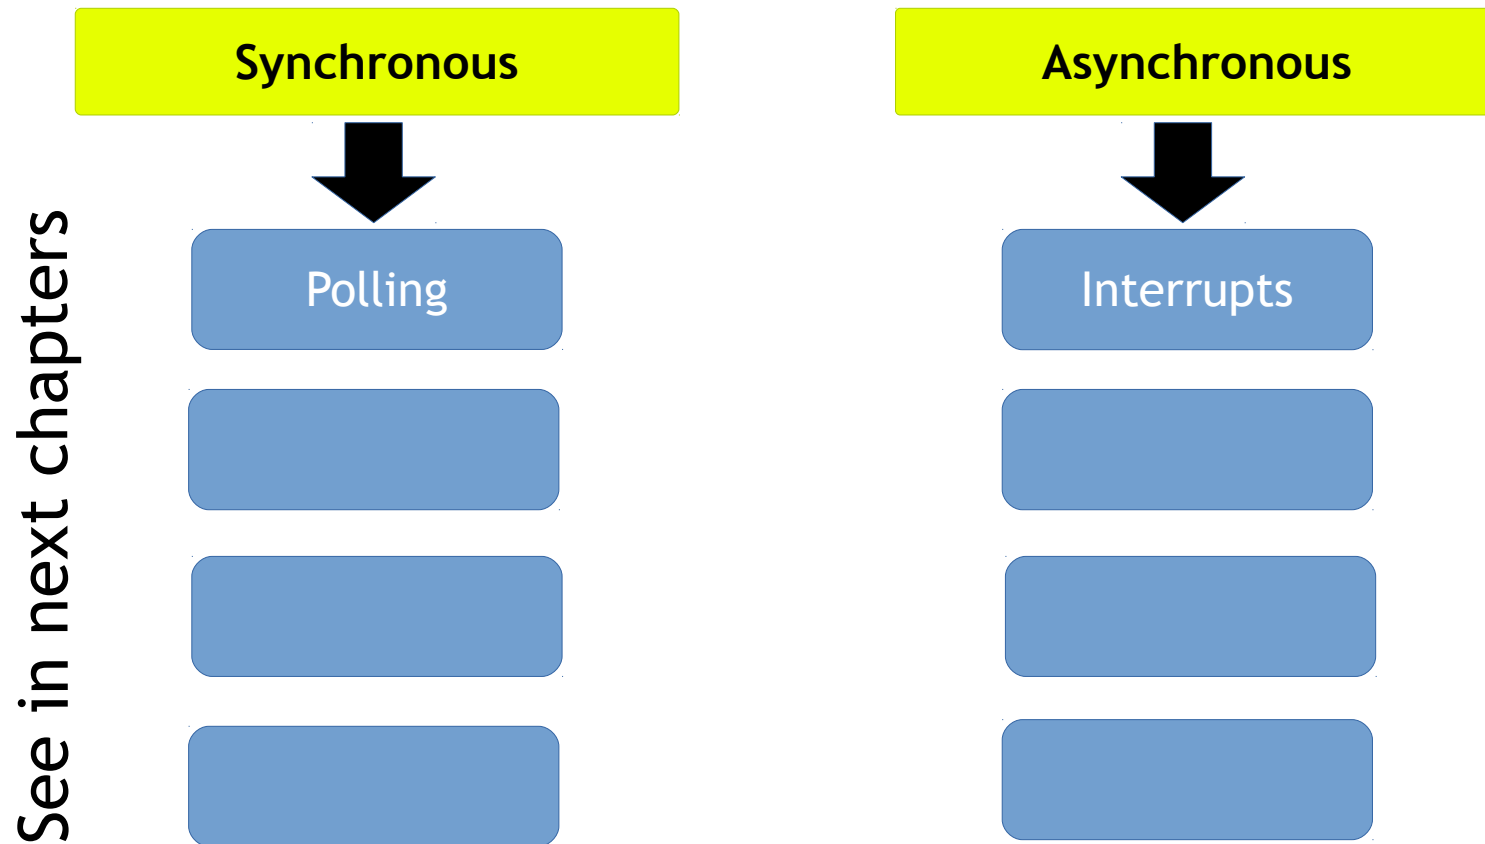 Synchronous
Asynchronous
Polling
Interrupts
See in next chapters